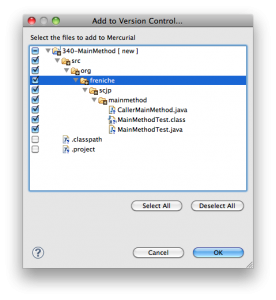 Add to Version Control...
Select the files to add to Mercurial
340-MainMethod [ new ]
src
org
freniche
scjp
mainmethod
CallerMainMethod.java
MainMethodTest.class
MainMethodTest.java
.classpath
.project
Select All
Deselect All
?
Cancel
OK